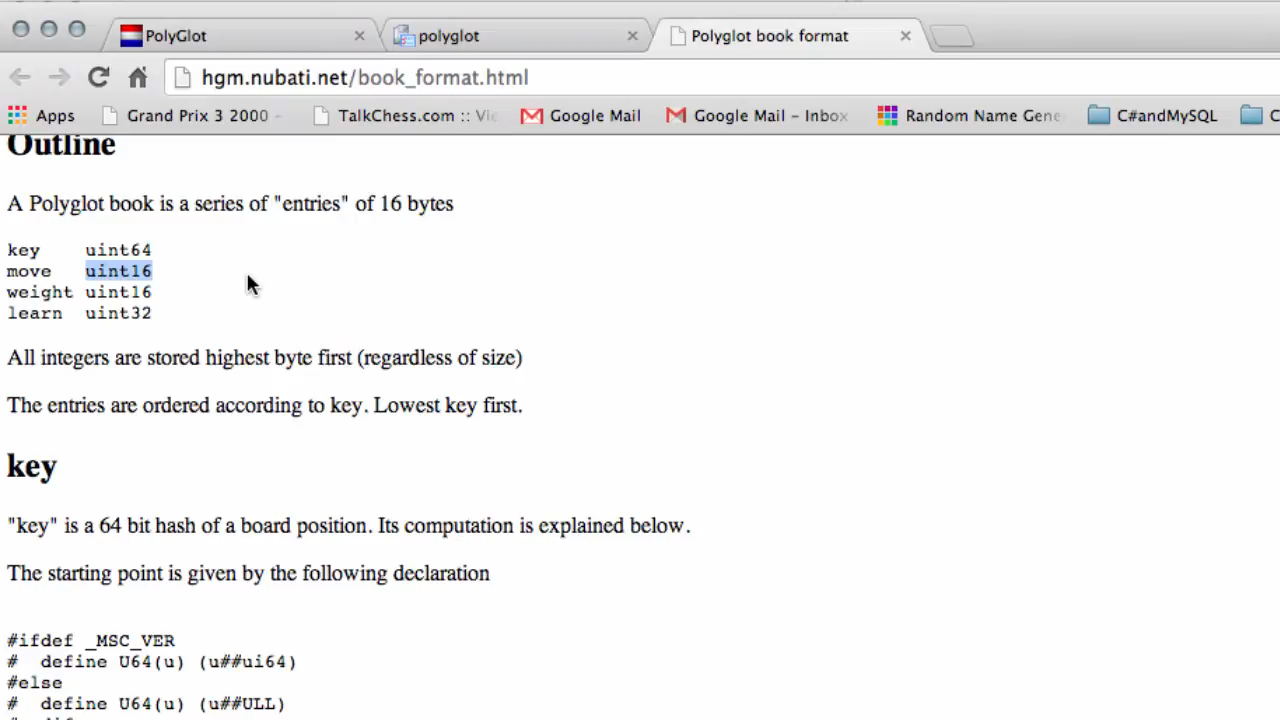 PolyGlot
polyglot
Polyglot book format
hgm.nubati.net/book_format.html
Apps
Grand Prix 3 2000
TalkChess.com :: Vi
Google Mail
Google Mail – Inbox
Random Name Gene
C#andMySQL
C
Outline
A Polyglot book is a series of "entries" of 16 bytes
key uint64
move uint16
weight uint16
learn uint32
All integers are stored highest byte first (regardless of size)
The entries are ordered according to key. Lowest key first.
key
"key" is a 64 bit hash of a board position. Its computation is explained below.
The starting point is given by the following declaration
#ifdef _MSC_VER
# define U64(u) (u##ui64)
#else
# define U64(u) (u##ULL)